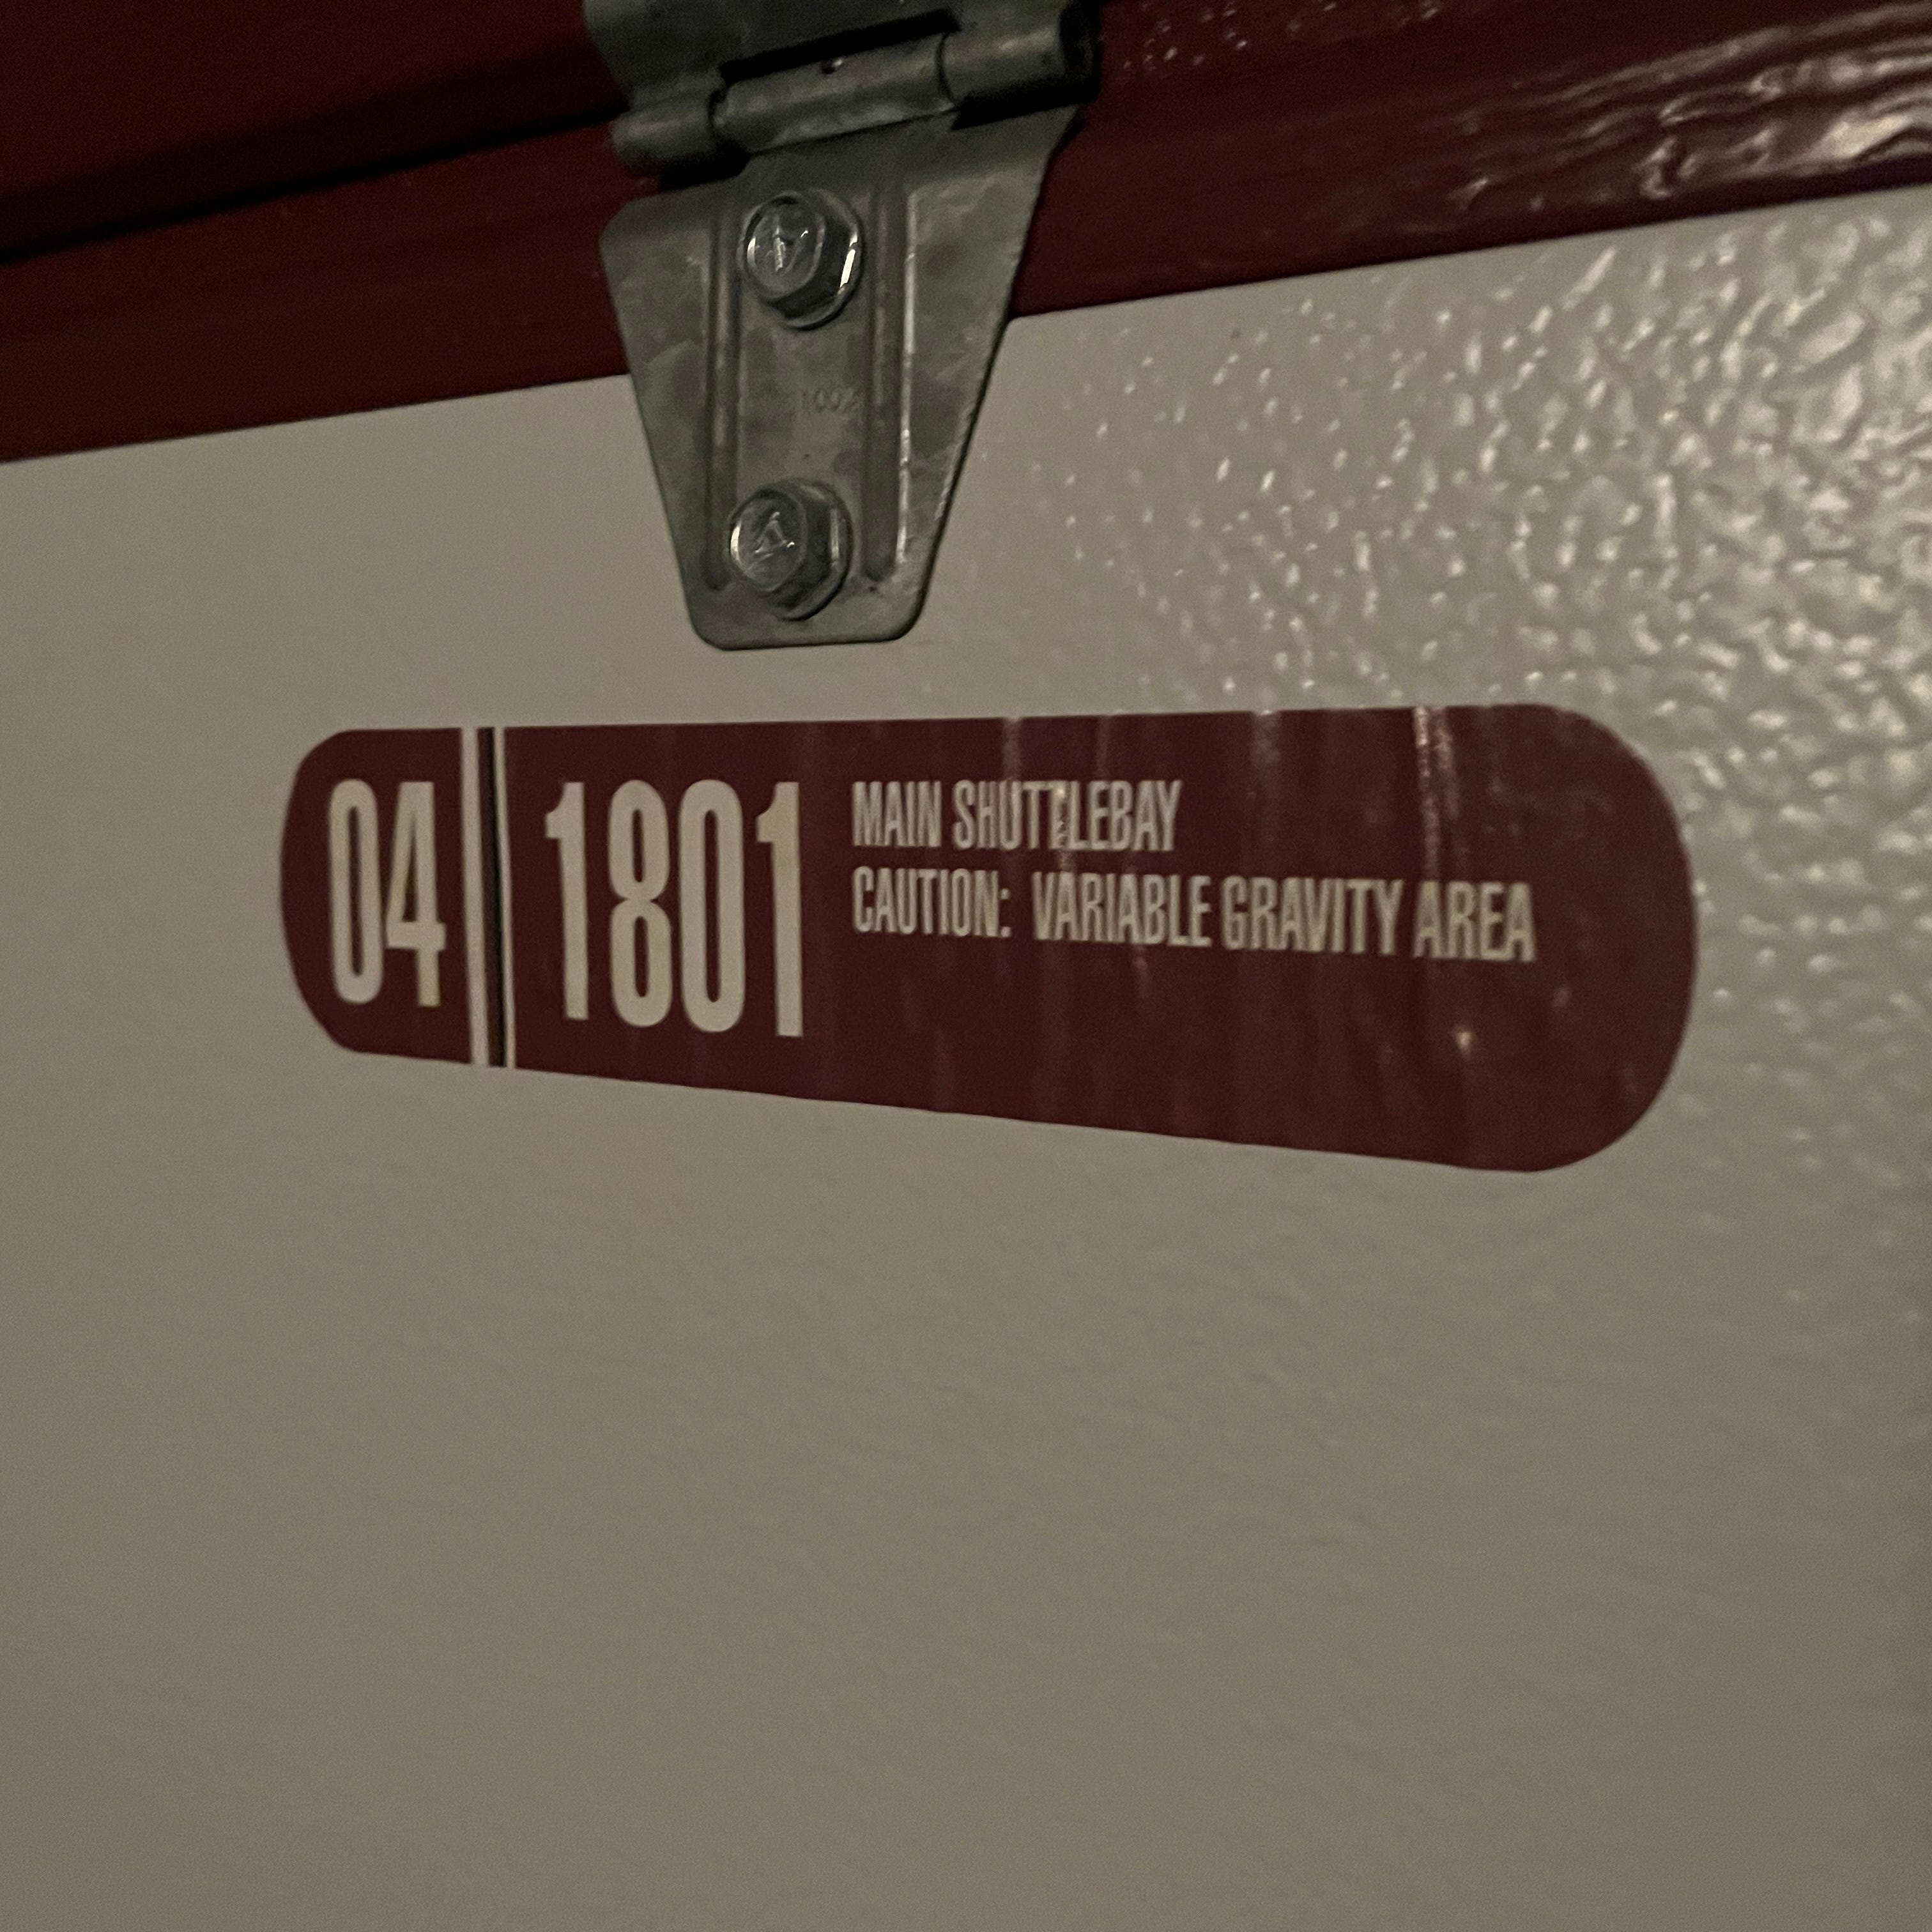 04 1801 MAIN SHUTTLEBAY
CAUTION: VARIABLE GRAVITY AREA